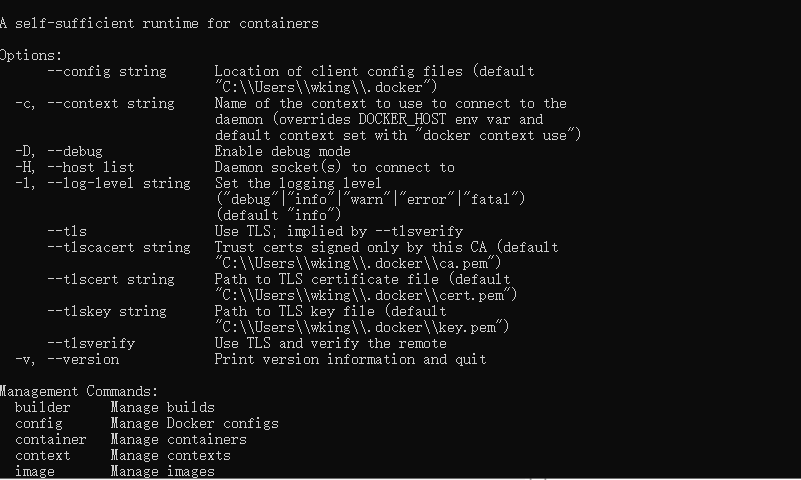 A self-sufficient runtime for containers
Options:
--config string Location of client config files (default
"C:\\Users\\wking\\.docker")
-c, --context string Name of the context to use to connect to the
daemon (overrides DOCKER_HOST env var and
default context set with "docker context use")
-D, --debug Enable debug mode
-H, --host list Daemon socket(s) to connect to
-l, --log-level string Set the logging level
("debug"|"info"|"warn"|"error"|"fatal")
(default "info")
--tls Use TLS; implied by --tlsverify
--tlscacert string Trust certs signed only by this CA (default
"C:\\Users\\wking\\.docker\\ca.pem")
--tlscert string Path to TLS certificate file (default
"C:\\Users\\wking\\.docker\\cert.pem")
--tlskey string Path to TLS key file (default
"C:\\Users\\wking\\.docker\\key.pem")
--tlsverify Use TLS and verify the remote
-v, --version Print version information and quit
Management Commands:
builder Manage builds
config Manage Docker configs
container Manage containers
context Manage contexts
image Manage images